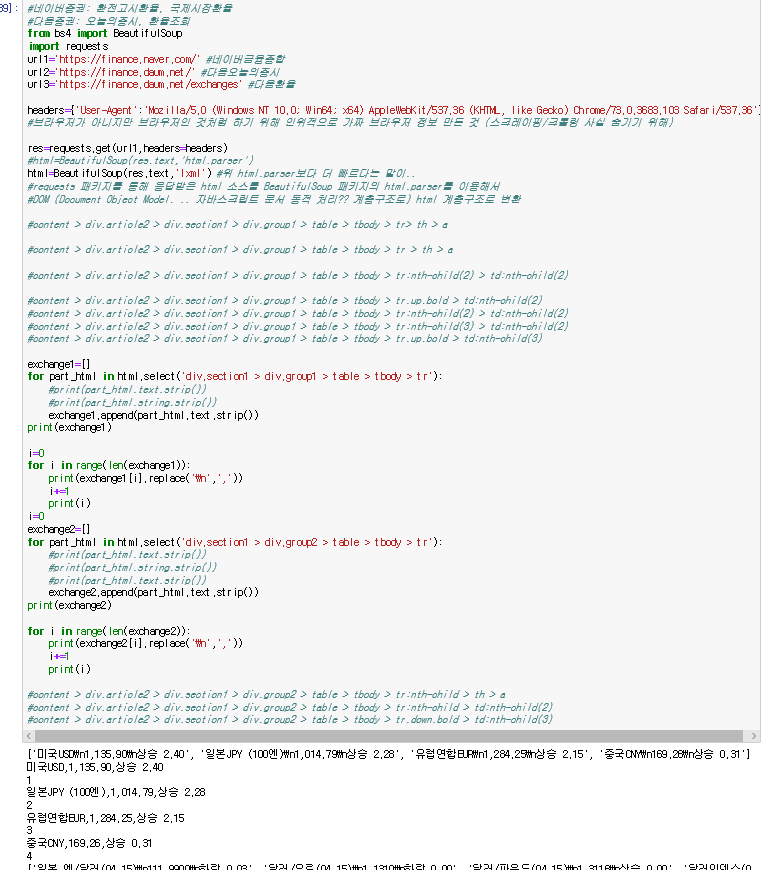 39]:
#네이버증권: 환전고시환율, 국제시장환율
#다음증권: 오늘의증시, 환율조회
from bs4 import BeautifulSoup
import requests
url1='https://finance.naver.com/' #네이버금융종합
url2='https://finance.daum.net/' #다음오늘의증시
url3='https://finance.daum.net/exchanges' #다음환율
headers={'User-Agent':'Mozilla/5.0 (Windows NT 10.0; Win64; x64) AppleWebKit/537.36 (KHTML, like Gecko) Chrome/73.0.3683.103 Safari/537.36'
#브라우저가 아니지만 브라우저인 것처럼 하기 위해 인위적으로 가짜 브라우저 정보 만든 것 (스크레이핑/크롤링 사실 숨기기 위해)
res=requests.get(url1,headers=headers)
#html=BeautifulSoup(res.text,'html.parser')
html=BeautifulSoup(res.text,'lxml') #위 html.parser보다 더 빠르다는 말이..
#requests 패키지를 통해 응답받은 html 소스를 BeautifulSoup 패키지의 html.parser를 이용해서
#DOM (Document Object Model. .. 자바스크립트 문서 동적 처리?? 계층구조로) html 계층구조로 변환
#content > div.article2 > div.section1 > div.group1 > table > tbody > tr> th > a
#content > div.article2 > div.section1 > div.group1 > table > tbody > tr > th > a
#content > div.article2 > div.section1 > div.group1 > table > tbody > tr:nth-child(2) > td:nth-child(2)
#content > div.article2 > div.section1 > div.group1 > table > tbody > tr.up.bold > td:nth-child(2)
#content > div.article2 > div.section1 > div.group1 > table > tbody > tr:nth-child(2) > td:nth-child(2)
#content > div.article2 > div.section1 > div.group1 > table > tbody > tr:nth-child(3) > td:nth-child(2)
#content > div.article2 > div.section1 > div.group1 > table > tbody > tr.up.bold > td:nth-child(3)
exchange1=[]
for part_html in html.select('div.section1 > div.group1 > table > tbody > tr'):
#print(part_html.text.strip())
#print(part_html.string.strip())
exchange1.append(part_html.text.strip())
print(exchange1)
i=0
for i in range(len(exchange1)):
print(exchange1[i].replace('₩n',','))
i+=1
print(i)
i=0
exchange2=[]
for part_html in html.select('div.section1 > div.group2 > table > tbody > tr'):
#print(part_html.text.strip())
#print(part_html.string.strip())
#print(part_html.text.strip())
exchange2.append(part_html.text.strip())
print(exchange2)
for i in range(len(exchange2)):
print(exchange2[i].replace('₩n',','))
i+=1
print(i)
#content > div.article2 > div.section1 > div.group2 > table > tbody > tr:nth-child > th > a
#content > div.article2 > div.section1 > div.group2 > table > tbody > tr:nth-child > td:nth-child(2)
#content > div.article2 > div.section1 > div.group2 > table > tbody > tr.down.bold > td:nth-child(3)
['미국USD₩n1,135.90₩n상승 2.40', '일본JPY (100엔)₩n1,014.79₩n상승 2.28', '유럽연합EUR₩n1,284.25₩n상승 2.15', '중국CNY₩n169.26₩n상승 0.31']
미국USD,1,135.90,상승 2.40
1
일본JPY (100엔),1,014.79,상승 2.28
2
유럽연합EUR,1,284.25,상승 2.15
3
중국CNY,169.26,상승 0.31
4
['일본 엔/달러(04.15)₩n111.9900₩n하락 0.03', '달러/유로(04.15)₩n1.1310₩n하락 0.00', '달러/파운드(04.15)₩n1.3116₩n상승 0.00', '달러인덱스(0